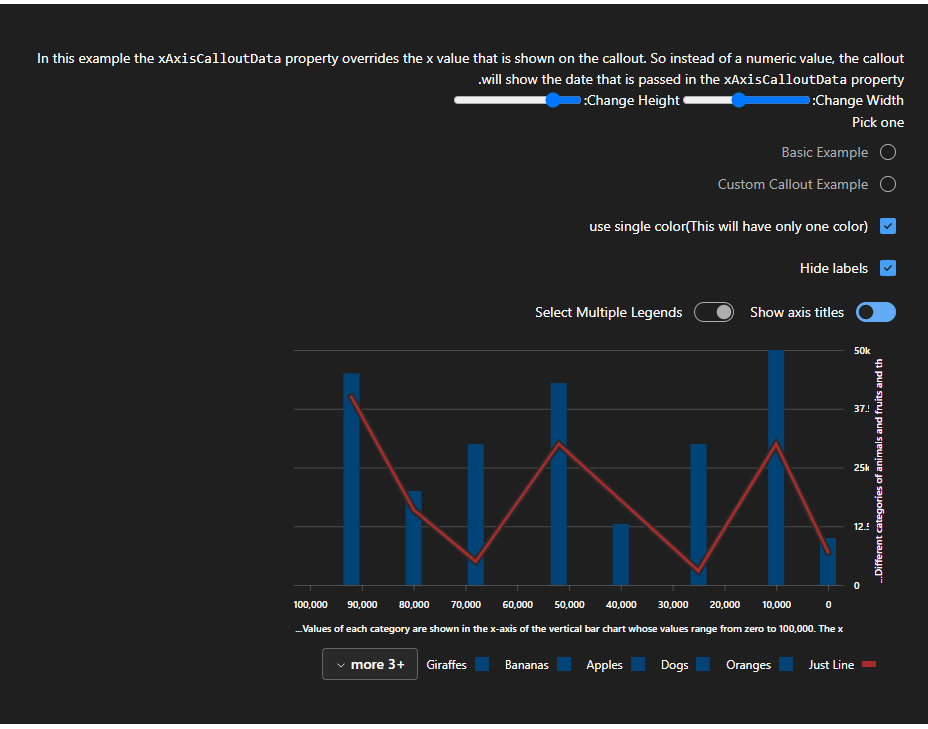 In this example the xAxisCalloutData property overrides the x value that is shown on the callout. So instead of a numeric value, the callout
.will show the date that is passed in the xAxisCalloutData property
:Change Height :Change Width
Pick one
Basic Example
Custom Callout Example
use single color(This will have only one color)
Hide labels
Select Multiple Legends Show axis titles
50k
37.5
25k
12.5
0
...Different categories of animals and fruits and th
100,000 90,000 80,000 70,000 60,000 50,000 40,000 30,000 20,000 10,000 0
...Values of each category are shown in the x-axis of the vertical bar chart whose values range from zero to 100,000. The x
more 3+ Giraffes Bananas Apples Dogs Oranges Just Line